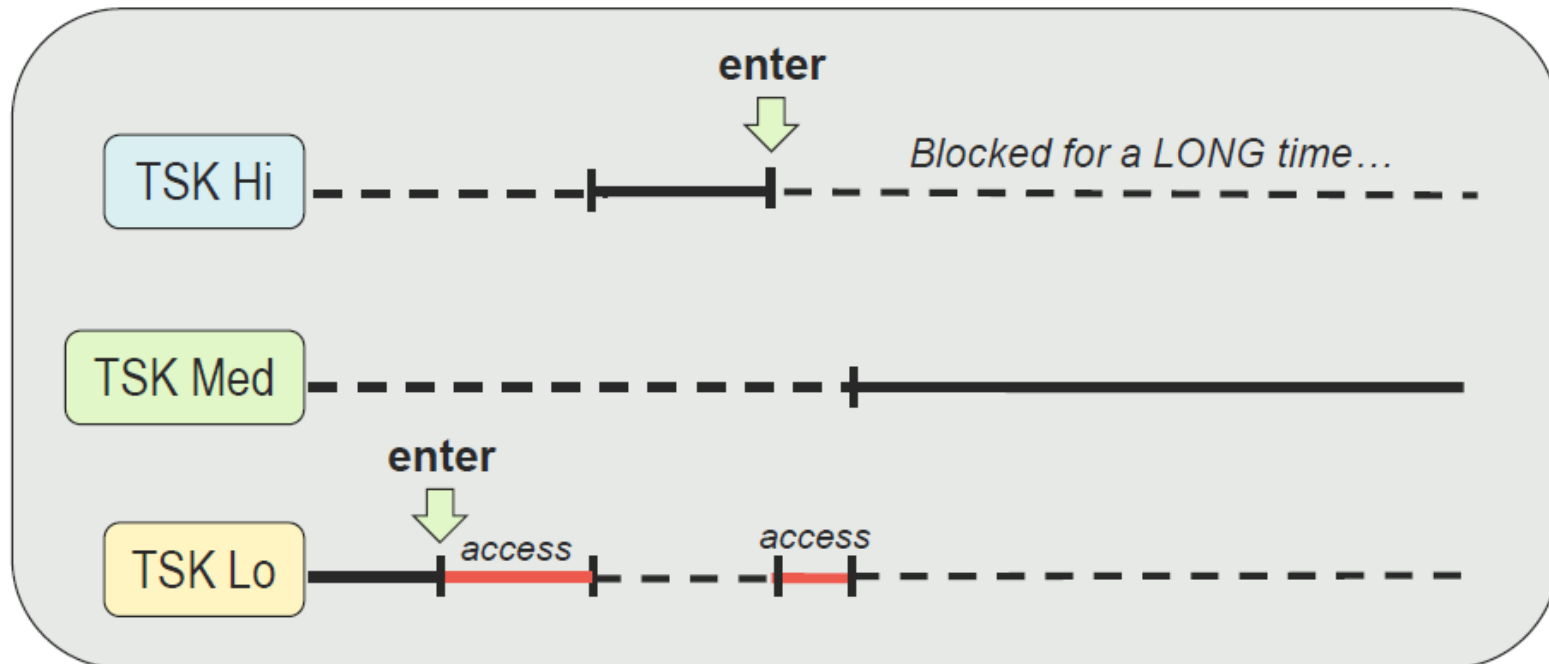 enter
TSK Hi
Blocked for a LONG time…
TSK Med
enter
TSK Lo
access
access